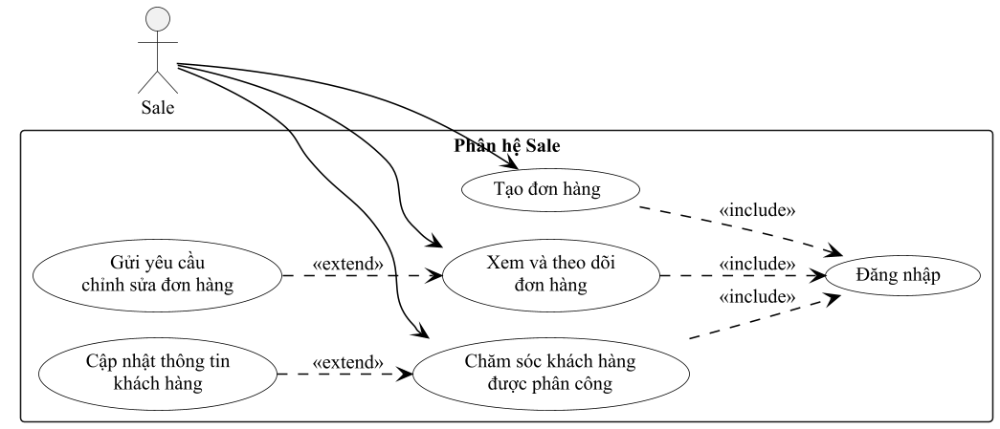 Sale
Phân hệ Sale
Tạo đơn hàng
«include»
Gửi yêu cầu
chỉnh sửa đơn hàng
«extend»
Xem và theo dõi
đơn hàng
«include»
Đăng nhập
«include»
Cập nhật thông tin
khách hàng
«extend»
Chăm sóc khách hàng
được phân công